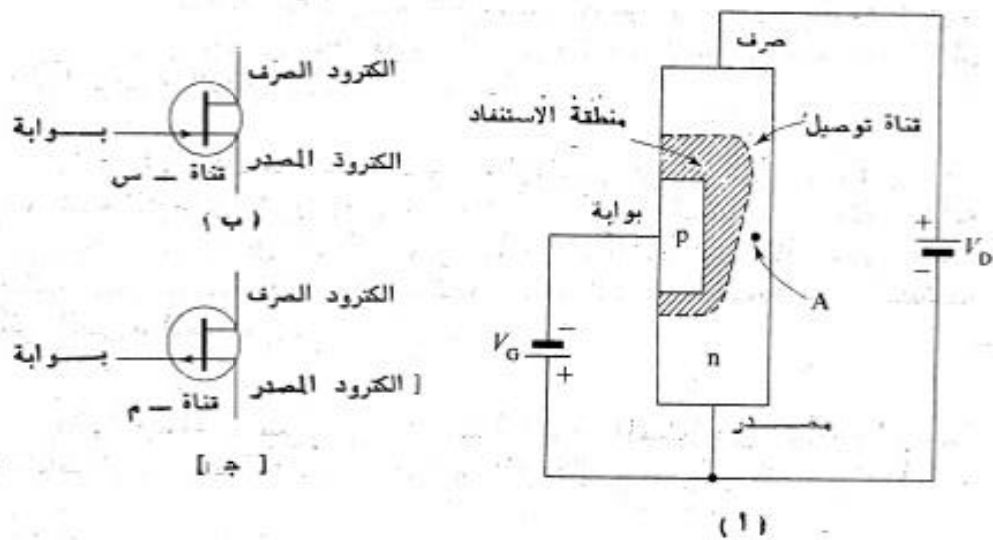 صرف
قناة توصيل
منطقة الاستنفاد
بوابة
p
A
n
V_G
−
+
+
V_D
−
مصدر
( أ )
الكترود الصرف
بوابة
الكترود المصدر
قناة – س
( ب )
الكترود الصرف
بوابة
[ الكترود المصدر
قناة – م
[ جـ ]